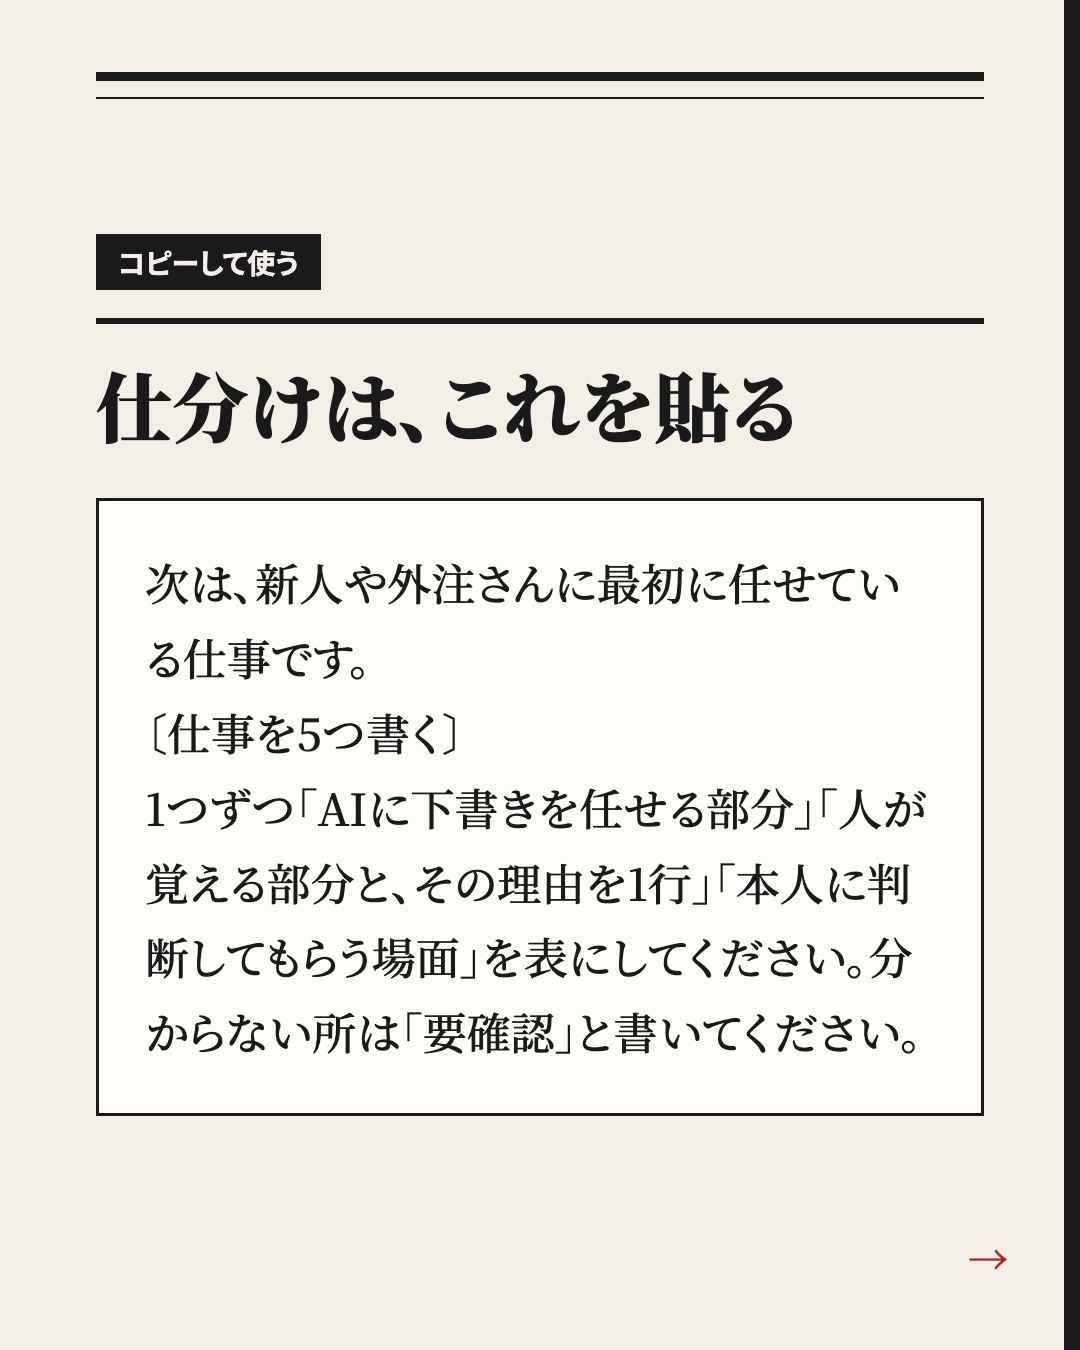 コピーして使う
仕分けは、これを貼る
次は、新人や外注さんに最初に任せてい
る仕事です。
〔仕事を5つ書く〕
1つずつ「AIに下書きを任せる部分」「人が
覚える部分と、その理由を1行」「本人に判
断してもらう場面」を表にしてください。分
からない所は「要確認」と書いてください。
→